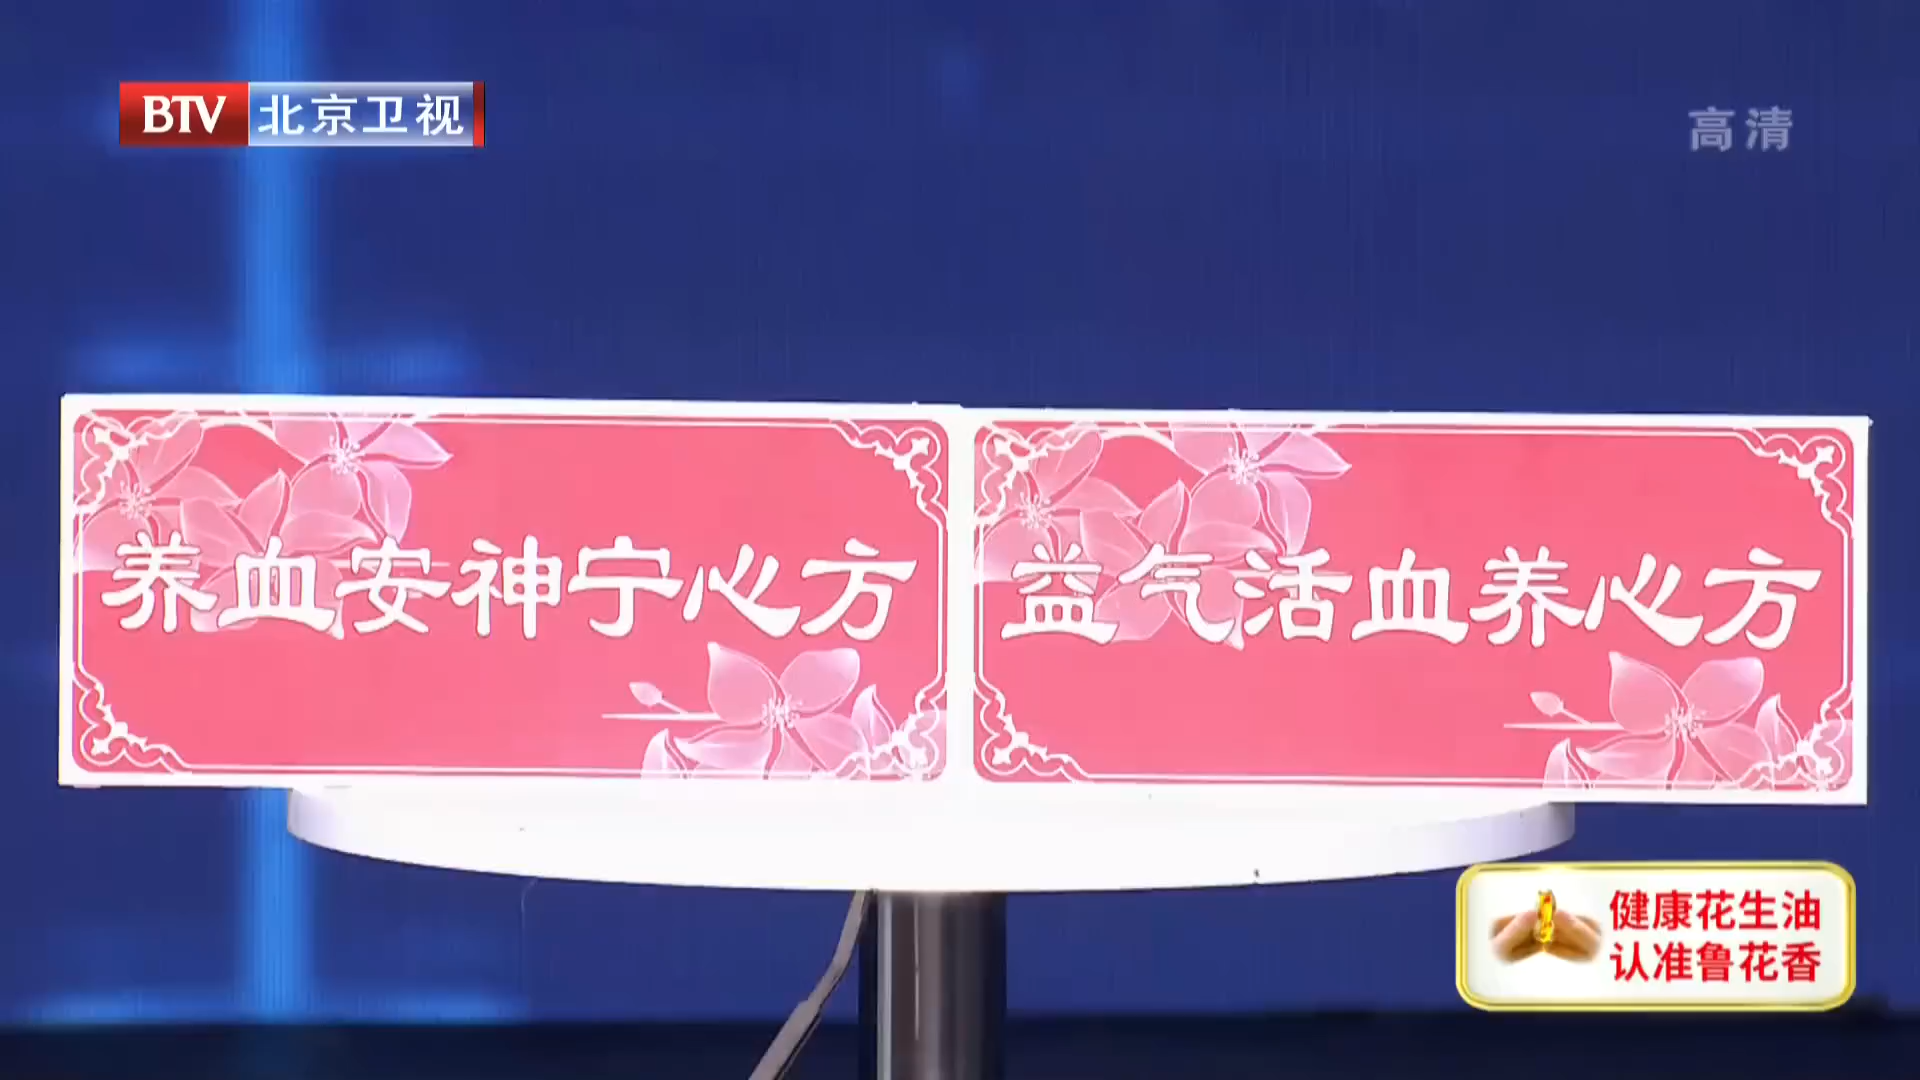 BTV 北京卫视
高清
养血安神宁心方
益气活血养心方
健康花生油
认准鲁花香